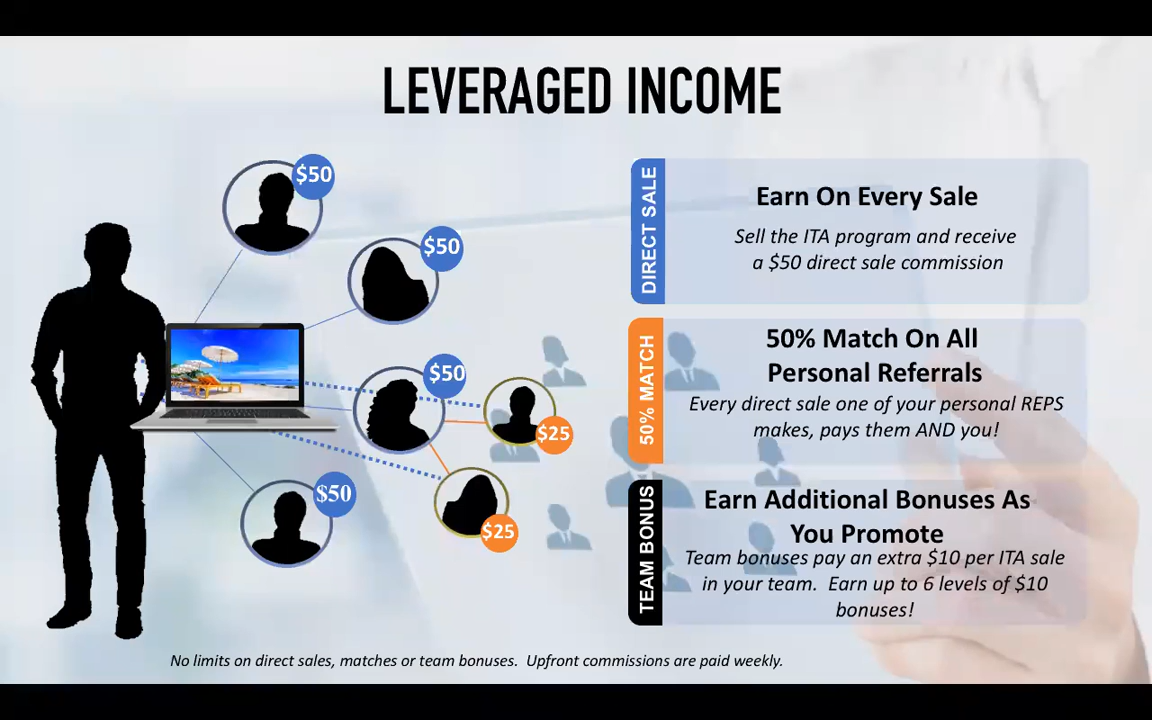 LEVERAGED INCOME
$50
$50
$50
$25
$25
$50
DIRECT SALE
Earn On Every Sale
Sell the ITA program and receive
a $50 direct sale commission
50% MATCH
50% Match On All
Personal Referrals
Every direct sale one of your personal REPS
makes, pays them AND you!
TEAM BONUS
Earn Additional Bonuses As
You Promote
Team bonuses pay an extra $10 per ITA sale
in your team.  Earn up to 6 levels of $10
bonuses!
No limits on direct sales, matches or team bonuses.  Upfront commissions are paid weekly.